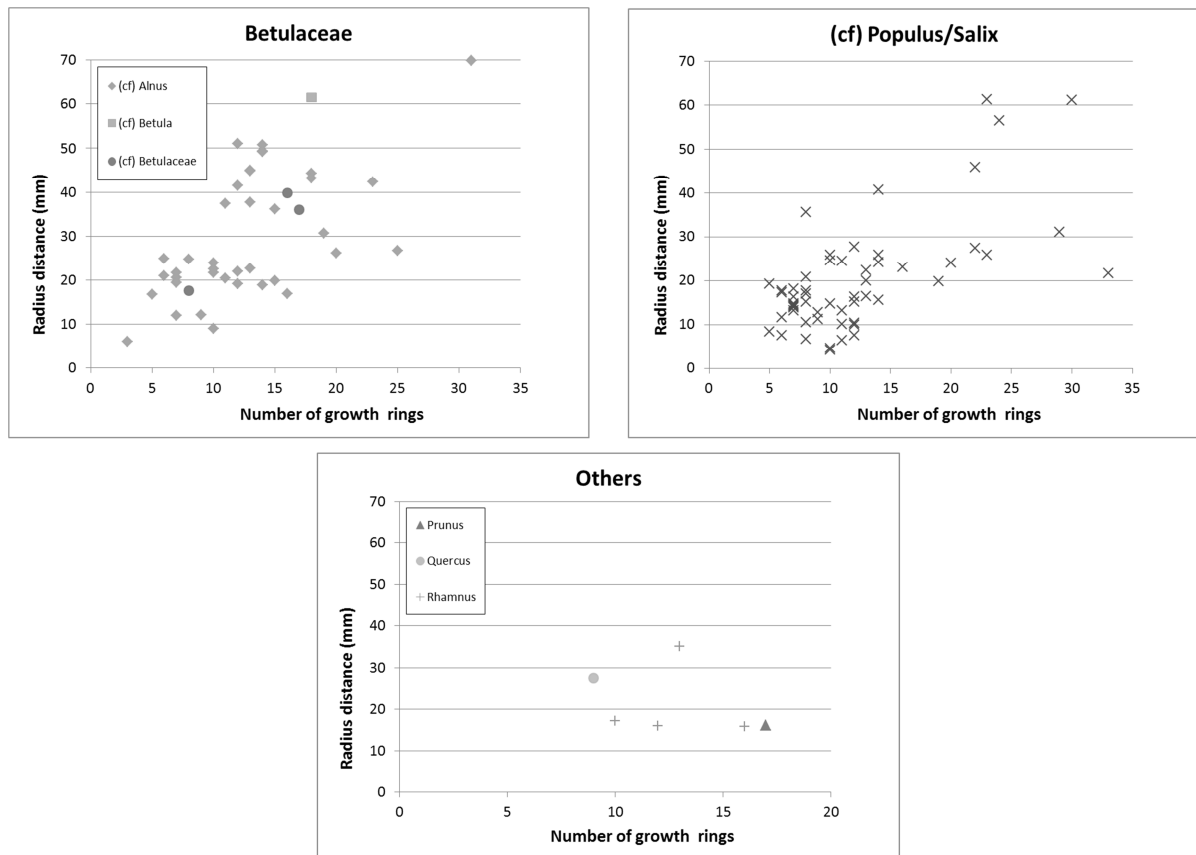 Betulaceae
70
60
50
40
30
20
10
0
Radius distance (mm)
(cf) Alnus
(cf) Betula
(cf) Betulaceae
0 5 10 15 20 25 30 35
Number of growth rings
(cf) Populus/Salix
70
60
50
40
30
20
10
0
Radius distance (mm)
0 5 10 15 20 25 30 35
Number of growth rings
Others
70
60
50
40
30
20
10
0
Radius distance (mm)
Prunus
Quercus
Rhamnus
0 5 10 15 20
Number of growth rings